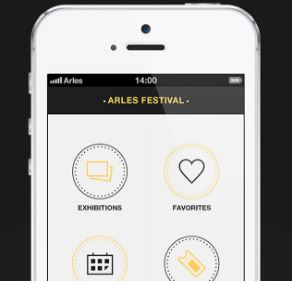 Arles 14:00
• ARLES FESTIVAL •
EXHIBITIONS FAVORITES